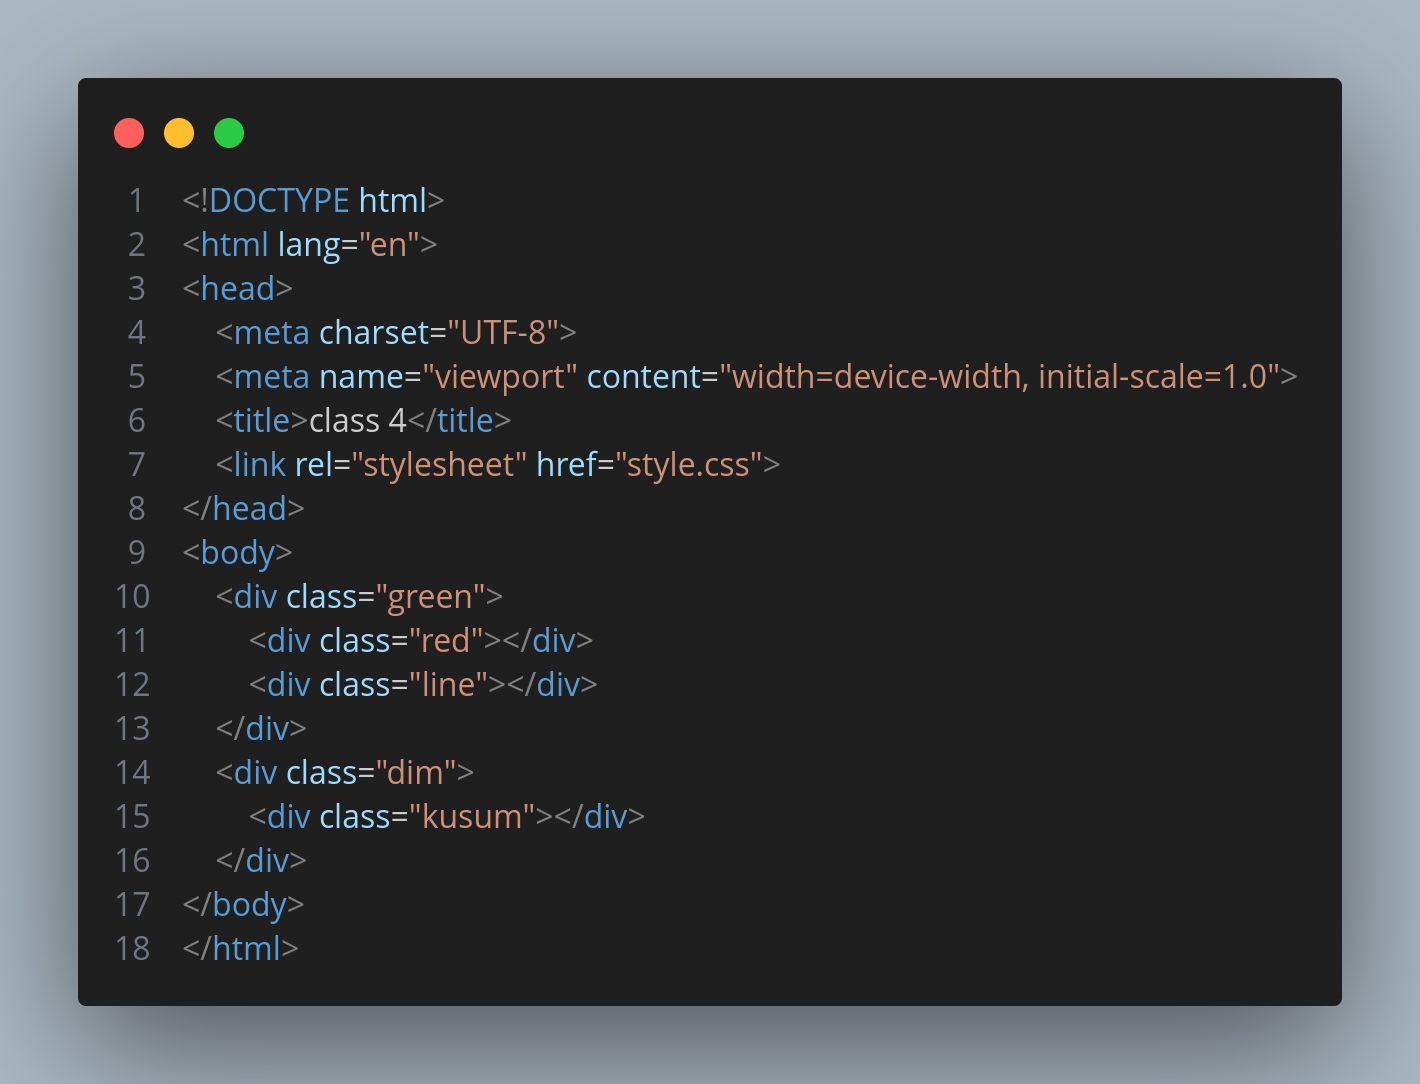 1 <!DOCTYPE html>
2 <html lang="en">
3 <head>
4     <meta charset="UTF-8">
5     <meta name="viewport" content="width=device-width, initial-scale=1.0">
6     <title>class 4</title>
7     <link rel="stylesheet" href="style.css">
8 </head>
9 <body>
10     <div class="green">
11         <div class="red"></div>
12         <div class="line"></div>
13     </div>
14     <div class="dim">
15         <div class="kusum"></div>
16     </div>
17 </body>
18 </html>